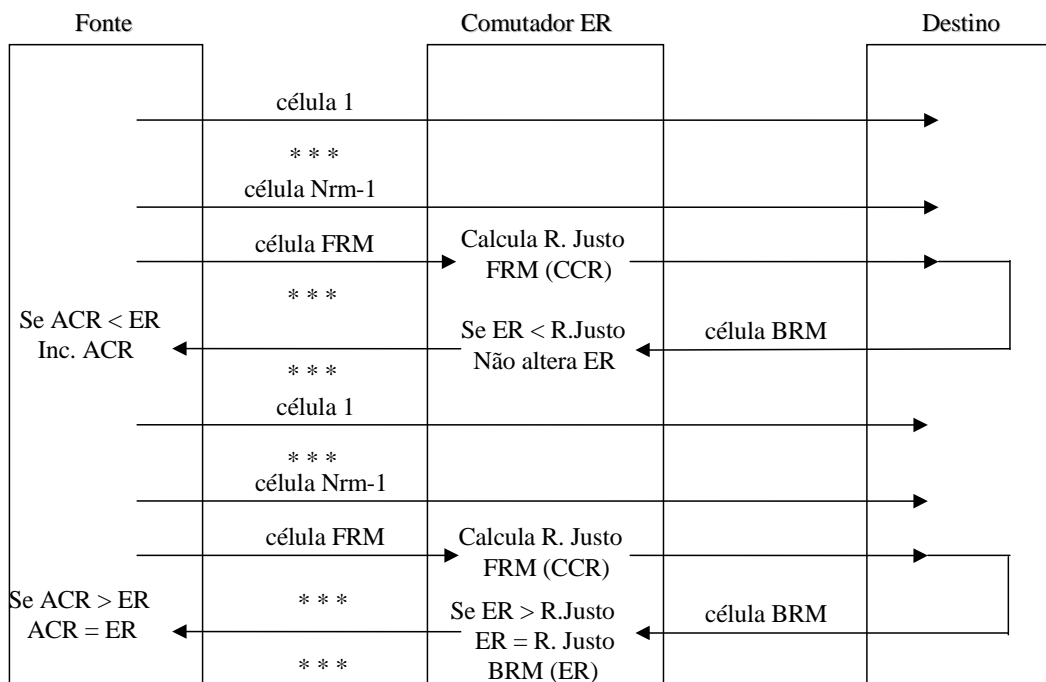 Fonte
Comutador ER
Destino
célula 1
* * *
célula Nrm-1
célula FRM
Calcula R. Justo
FRM (CCR)
* * *
Se ACR < ER
Inc. ACR
Se ER < R.Justo
Não altera ER
célula BRM
* * *
célula 1
* * *
célula Nrm-1
célula FRM
Calcula R. Justo
FRM (CCR)
Se ACR > ER
ACR = ER
* * *
Se ER > R.Justo
ER = R. Justo
BRM (ER)
célula BRM
* * *